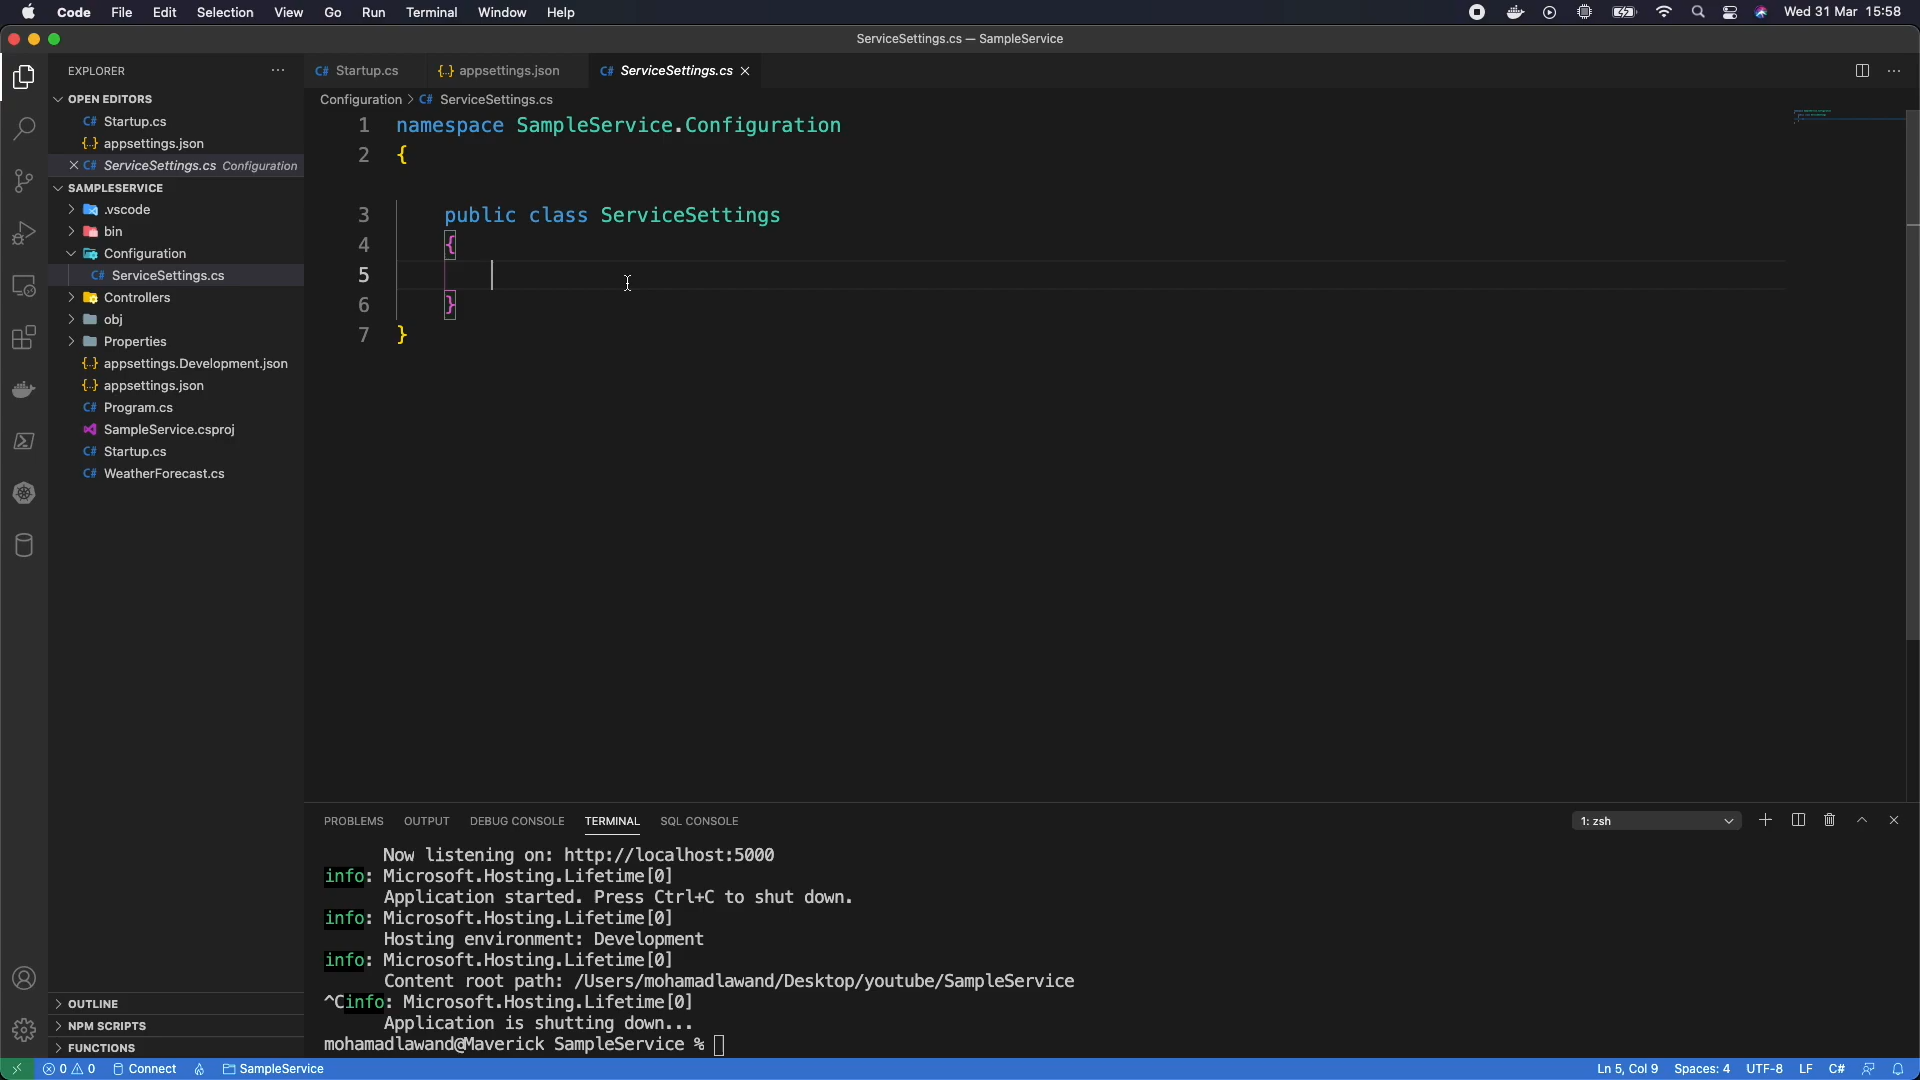 Code File Edit Selection View Go Run Terminal Window Help Wed 31 Mar 15:58
ServiceSettings.cs — SampleService
EXPLORER
OPEN EDITORS
C# Startup.cs
{..} appsettings.json
C# ServiceSettings.cs Configuration
SAMPLESERVICE
.vscode
bin
Configuration
C# ServiceSettings.cs
Controllers
obj
Properties
{..} appsettings.Development.json
{..} appsettings.json
C# Program.cs
SampleService.csproj
C# Startup.cs
C# WeatherForecast.cs
OUTLINE
NPM SCRIPTS
FUNCTIONS
C# Startup.cs {..} appsettings.json C# ServiceSettings.cs
Configuration > C# ServiceSettings.cs
1 namespace SampleService.Configuration
2 {
3 public class ServiceSettings
4 {
5
6 }
7 }
PROBLEMS OUTPUT DEBUG CONSOLE TERMINAL SQL CONSOLE 1: zsh
Now listening on: http://localhost:5000
info: Microsoft.Hosting.Lifetime[0]
Application started. Press Ctrl+C to shut down.
info: Microsoft.Hosting.Lifetime[0]
Hosting environment: Development
info: Microsoft.Hosting.Lifetime[0]
Content root path: /Users/mohamadlawand/Desktop/youtube/SampleService
^Cinfo: Microsoft.Hosting.Lifetime[0]
Application is shutting down...
mohamadlawand@Maverick SampleService %
0 0 Connect SampleService Ln 5, Col 9 Spaces: 4 UTF-8 LF C#